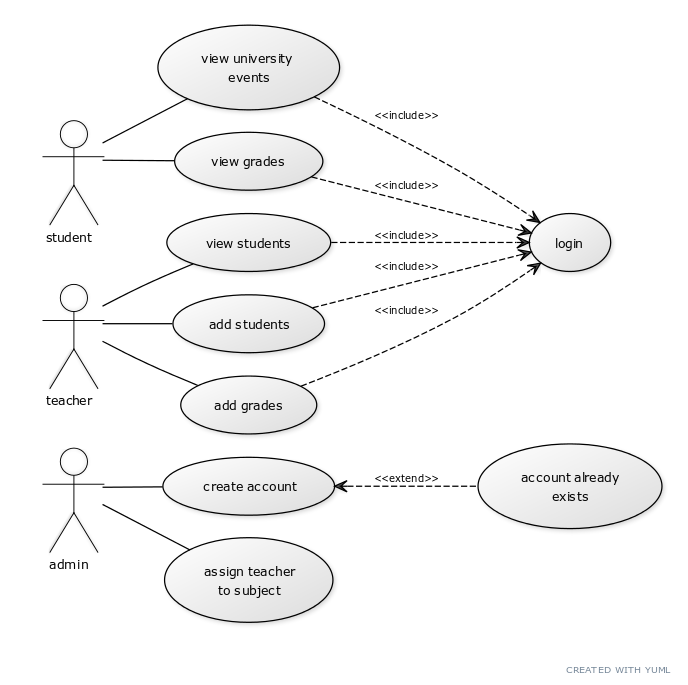 view university
events
<<include>>
view grades
<<include>>
student
view students
<<include>>
login
<<include>>
add students
<<include>>
teacher
add grades
create account
<<extend>>
account already
exists
admin
assign teacher
to subject
CREATED WITH YUML